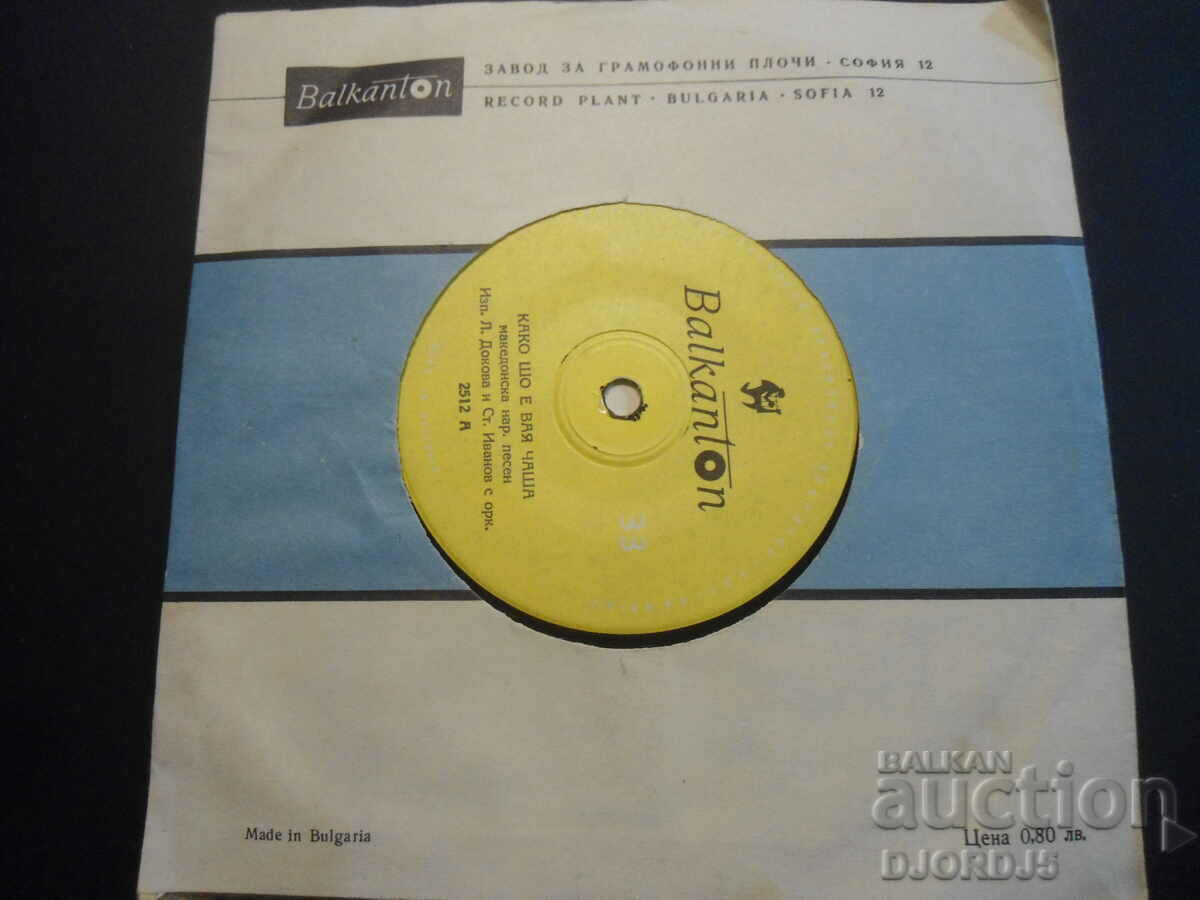 Balkanton
ЗАВОД ЗА ГРАМОФОННИ ПЛОЧИ · СОФИЯ 12
RECORD PLANT · BULGARIA · SOFIA 12
Balkanton
33
КАКО ШО Е ВАЯ ЧАША
македонска нар. песен
Изп. Л. Докова и Ст. Иванов с орк.
2512 А
Made in Bulgaria
Цена 0,80 лв.
BALKAN
auction
DJORDJ5